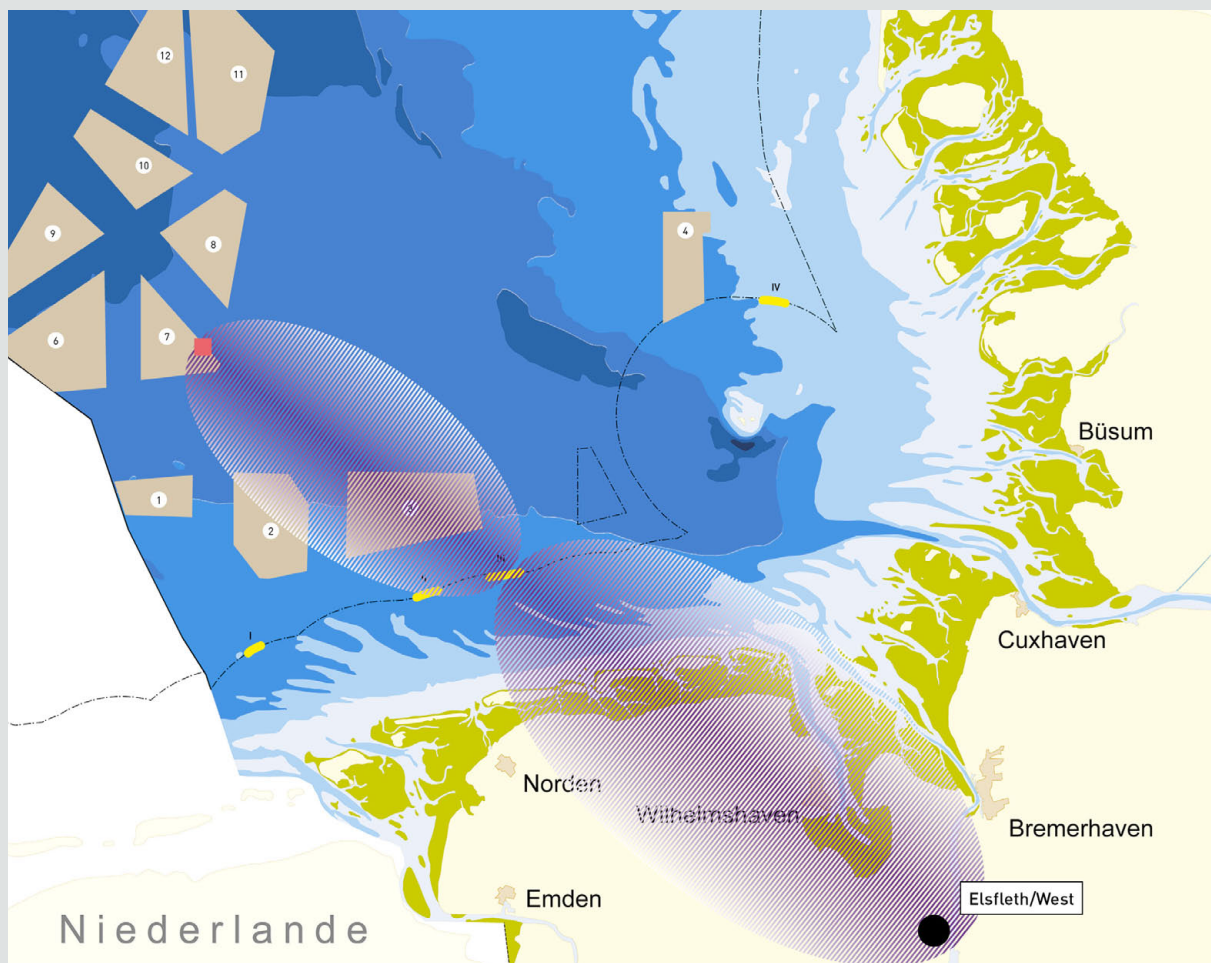 12
11
10
9
8
4
IV
6
7
Büsum
1
2
3
Cuxhaven
I
Norden
Wilhelmshaven
Bremerhaven
Emden
Elsfleth/West
Niederlande